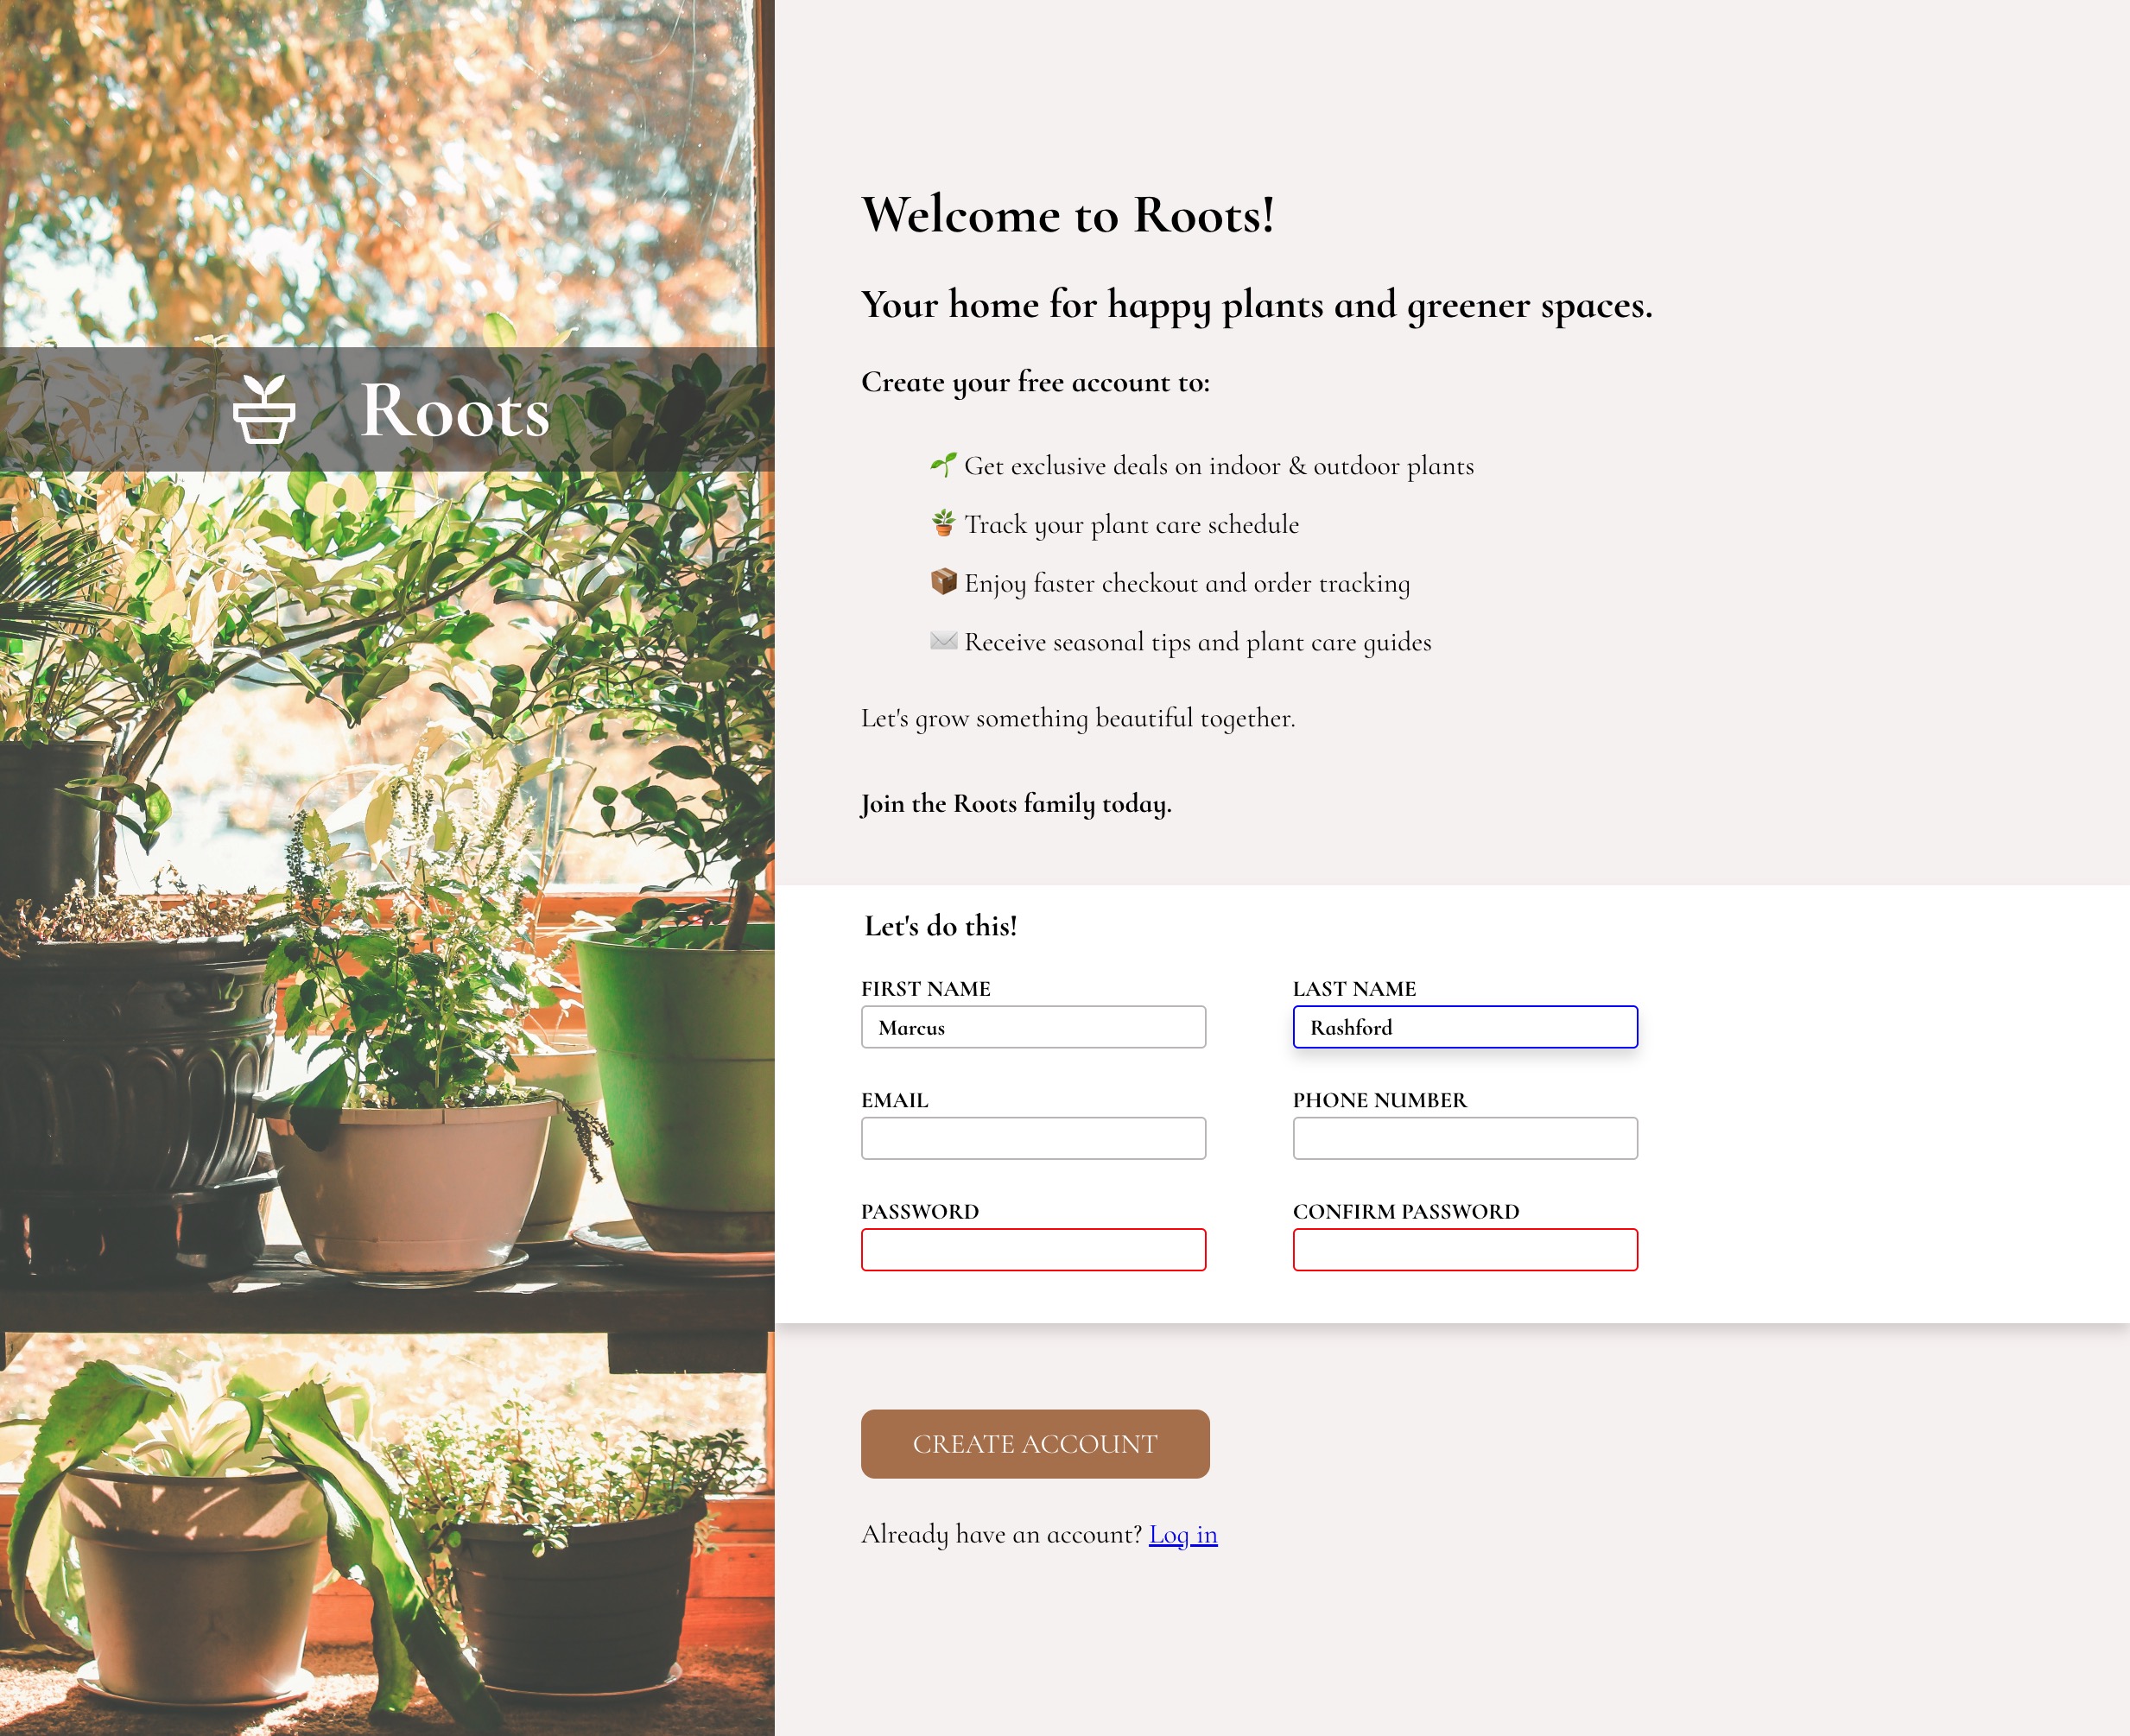 Roots
Welcome to Roots!
Your home for happy plants and greener spaces.
Create your free account to:
🌱 Get exclusive deals on indoor & outdoor plants
🪴 Track your plant care schedule
📦 Enjoy faster checkout and order tracking
✉️ Receive seasonal tips and plant care guides
Let's grow something beautiful together.
Join the Roots family today.
Let's do this!
FIRST NAME LAST NAME
Marcus Rashford
EMAIL PHONE NUMBER
PASSWORD CONFIRM PASSWORD
CREATE ACCOUNT
Already have an account? Log in